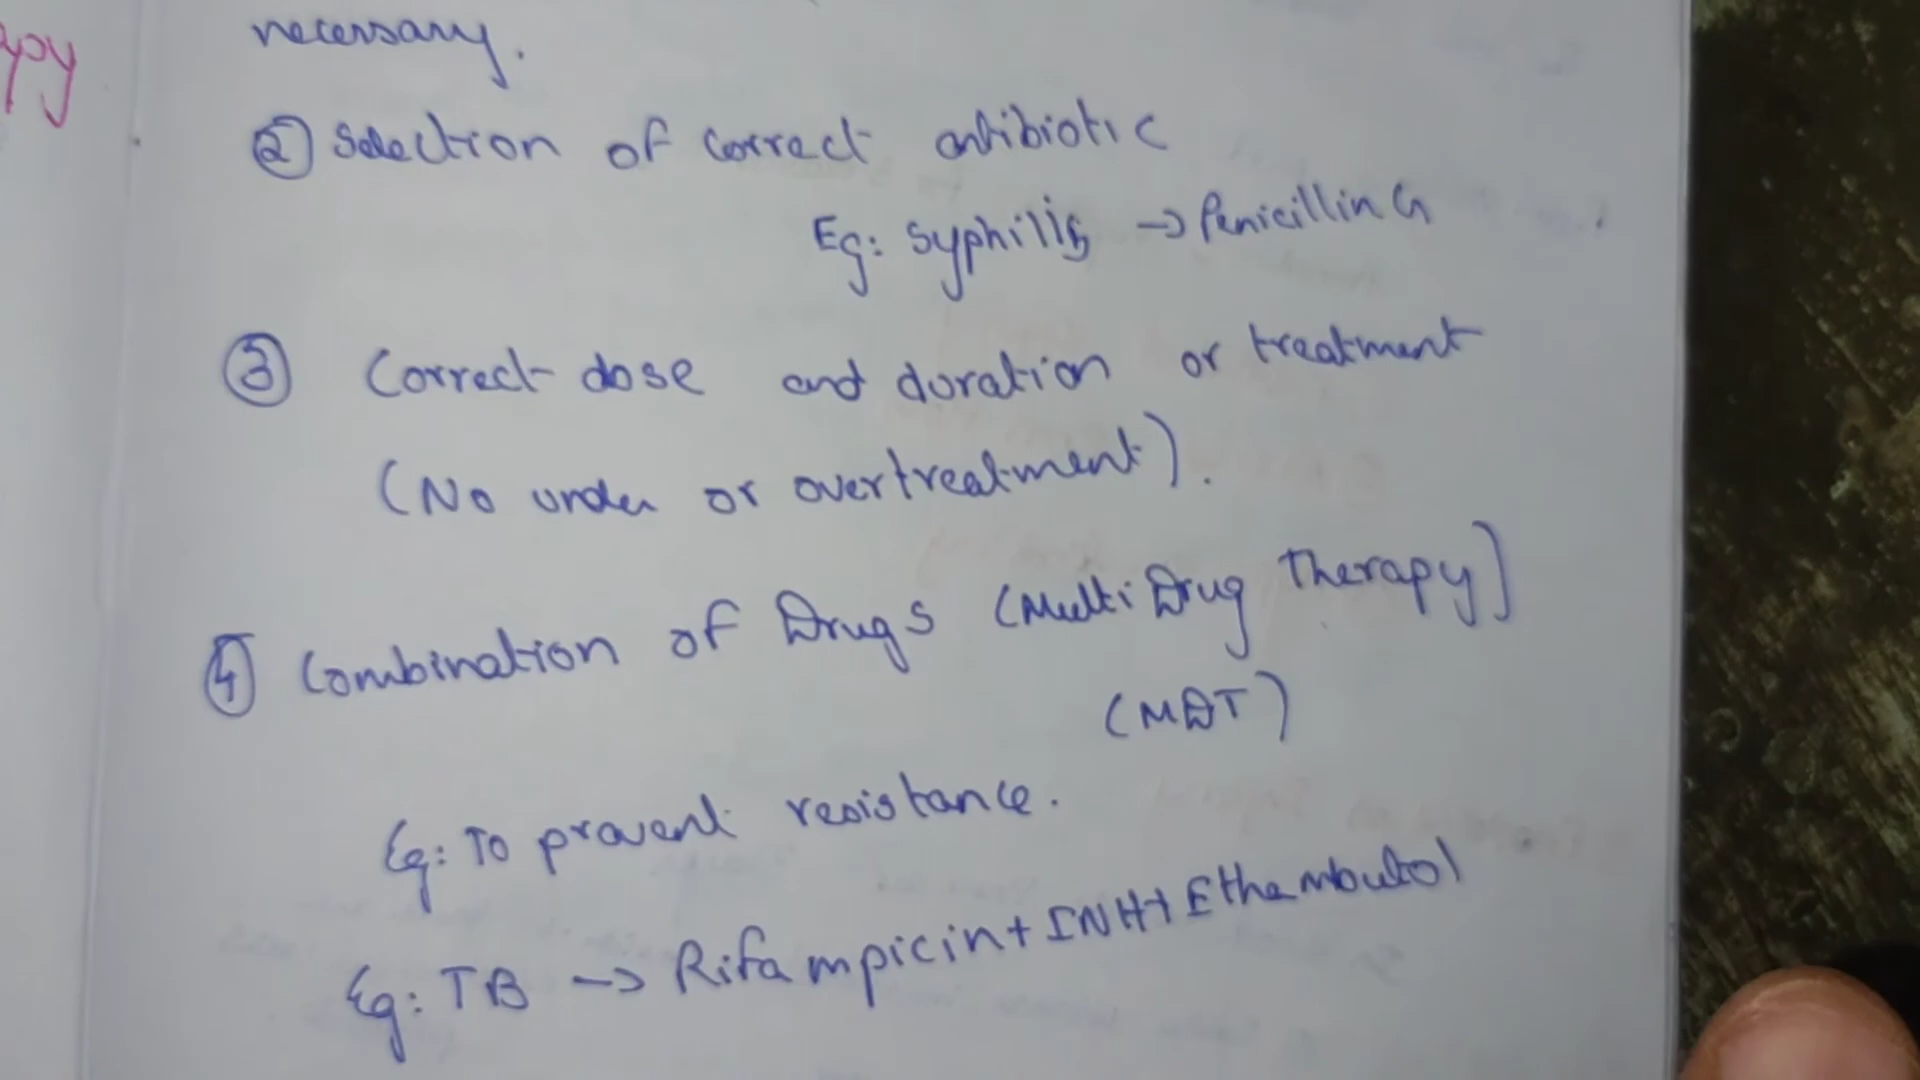 apy
necessary.
② Selection of correct antibiotic
Eg: Syphilis → Penicillin G
③ Correct dose and duration or treatment
(No under or overtreatment).
④ Combination of Drugs (Multi Drug Therapy]
(MDT)
Eg: To prevent resistance.
Eg: TB → Rifampicin + INH + Ethambutol